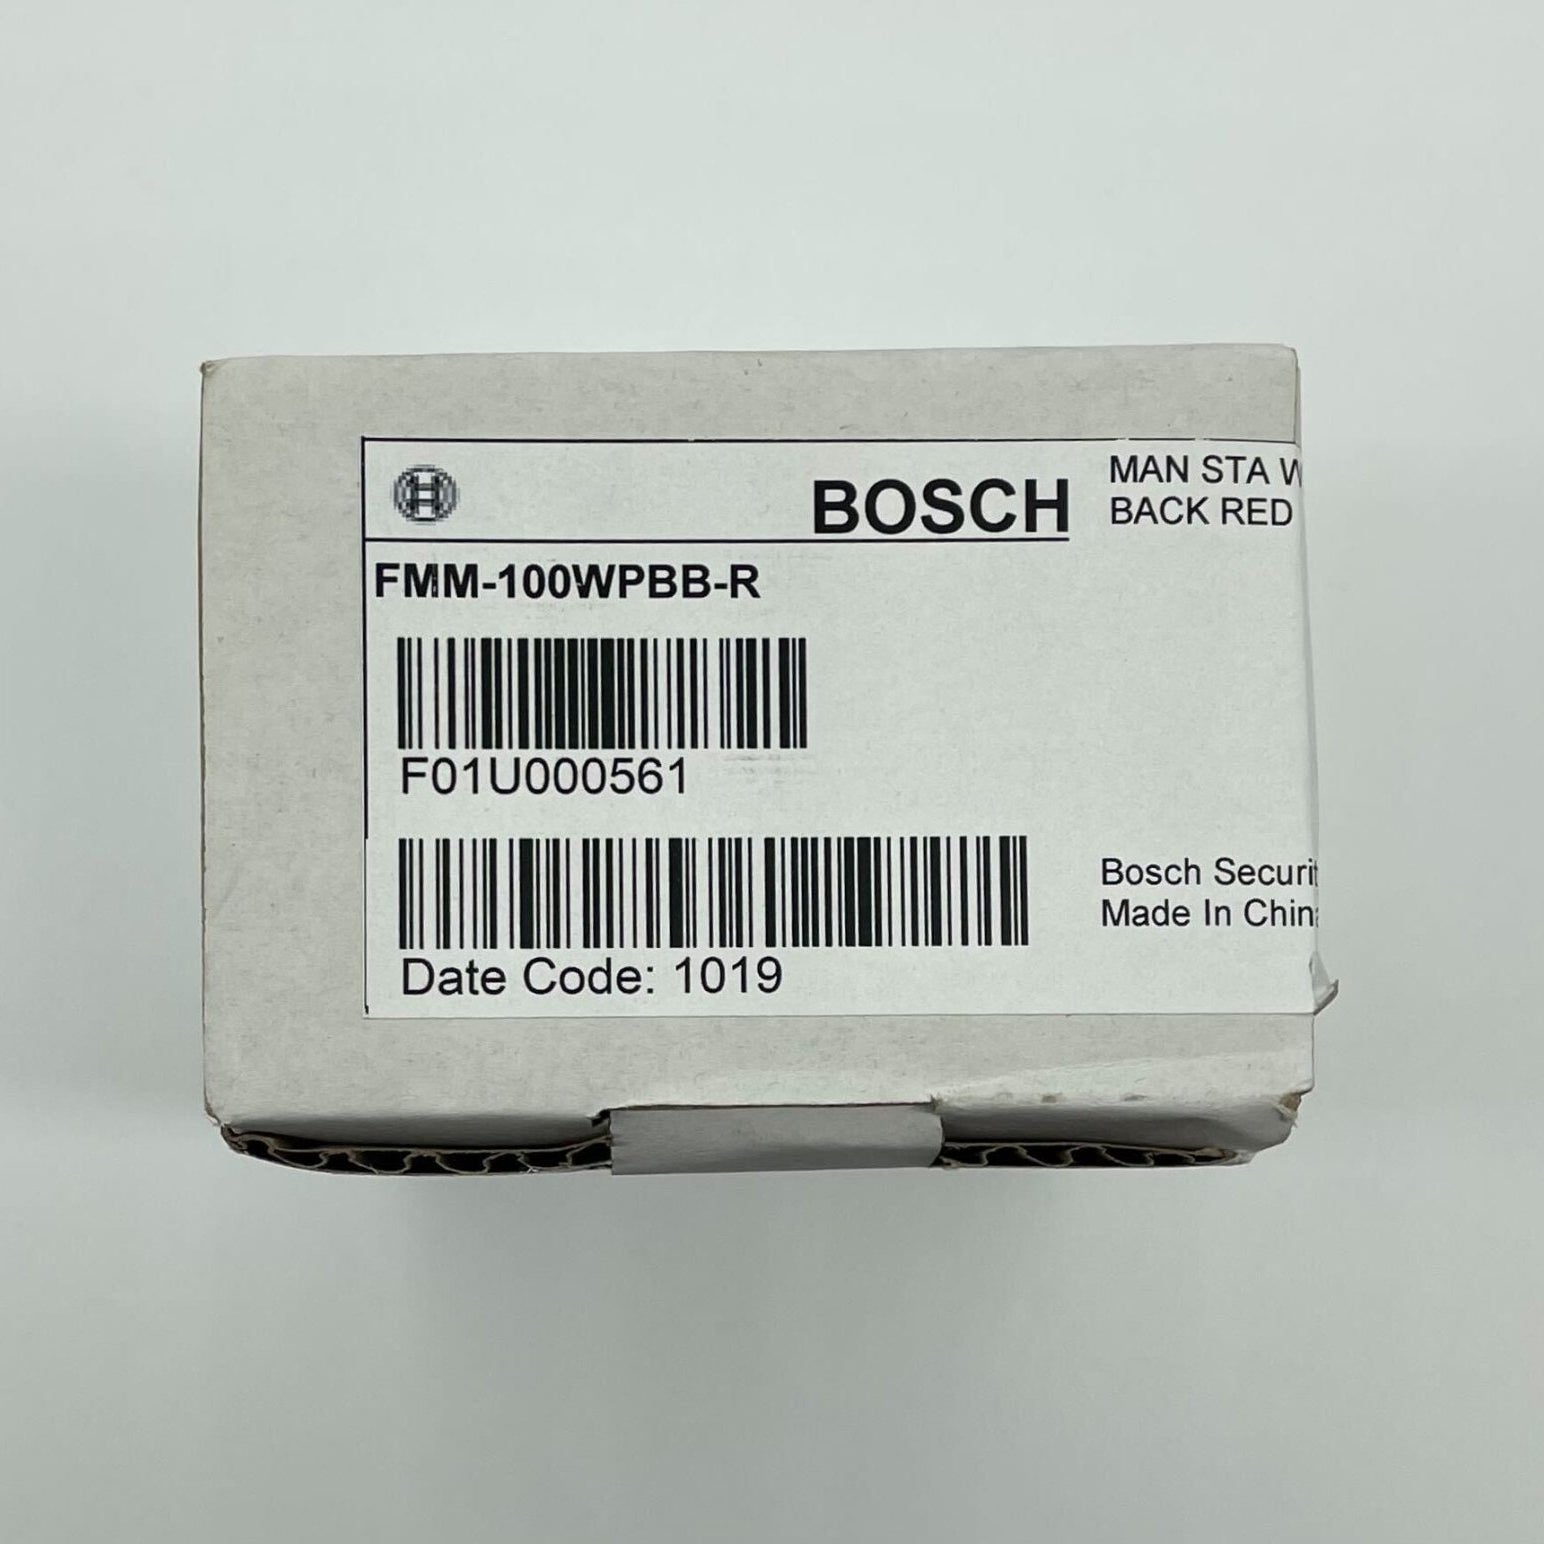 BOSCH
MAN STA W
BACK RED
FMM-100WPBB-R
F01U000561
Date Code: 1019
Bosch Securit
Made In China